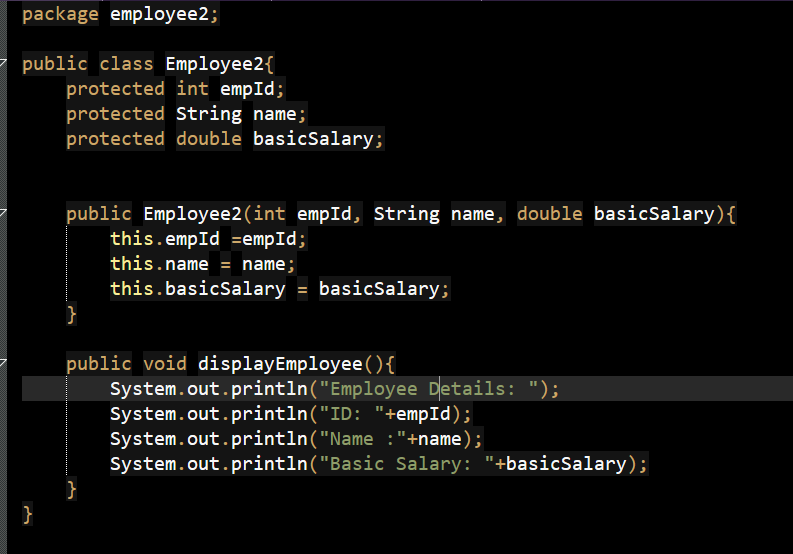 package employee2;
public class Employee2{
protected int empId;
protected String name;
protected double basicSalary;
public Employee2(int empId, String name, double basicSalary){
this.empId =empId;
this.name = name;
this.basicSalary = basicSalary;
}
public void displayEmployee(){
System.out.println("Employee Details: ");
System.out.println("ID: "+empId);
System.out.println("Name :"+name);
System.out.println("Basic Salary: "+basicSalary);
}
}